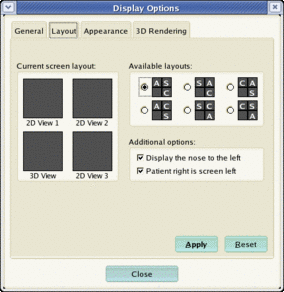 Display Options
General Layout Appearance 3D Rendering
Current screen layout:
2D View 1 2D View 2
3D View 2D View 3
Available layouts:
A S C A S C C A S
A S C S C A C S A
Additional options:
Display the nose to the left
Patient right is screen left
Apply Reset
Close